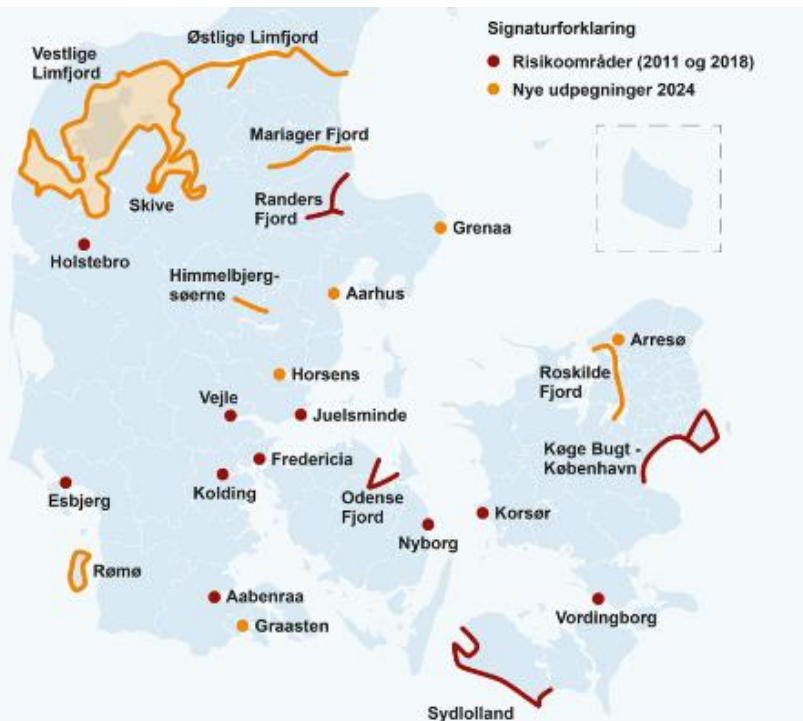 Signaturforklaring
Risikoområder (2011 og 2018)
Nye udpegninger 2024
Østlige Limfjord
Vestlige
Limfjord
Mariager Fjord
Randers
Fjord
Skive
Grenaa
Holstebro
Himmelbjerg-
søerne
Aarhus
Arresø
Roskilde
Fjord
Horsens
Vejle
Juelsminde
Køge Bugt -
København
Fredericia
Kolding
Esbjerg
Odense
Fjord
Korsør
Nyborg
Rømø
Aabenraa
Vordingborg
Graasten
Sydlolland